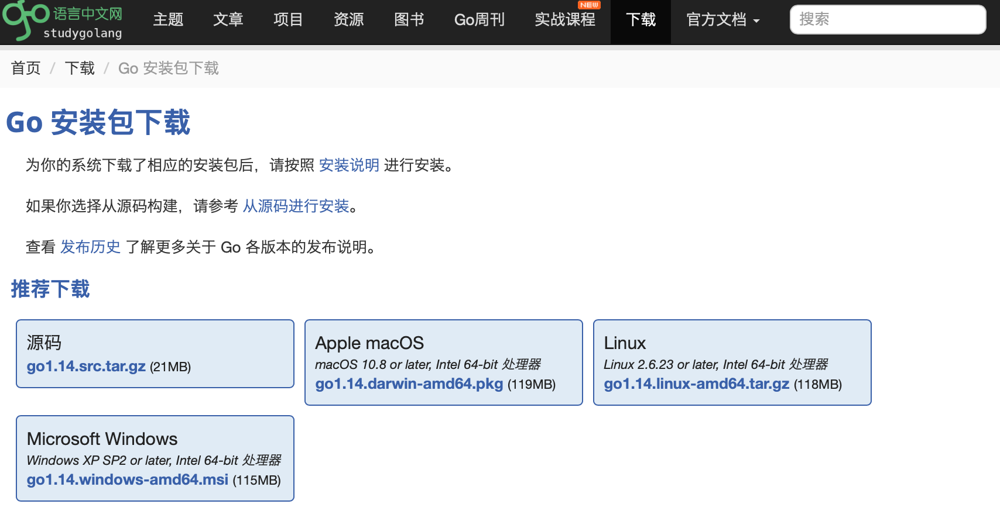 go语言中文网
studygolang
主题 文章 项目 资源 图书 Go周刊 实战课程 NEW 下载 官方文档 搜索
首页 / 下载 / Go 安装包下载
Go 安装包下载
为你的系统下载了相应的安装包后，请按照 安装说明 进行安装。
如果你选择从源码构建，请参考 从源码进行安装。
查看 发布历史 了解更多关于 Go 各版本的发布说明。
推荐下载
源码
go1.14.src.tar.gz (21MB)
Apple macOS
macOS 10.8 or later, Intel 64-bit 处理器
go1.14.darwin-amd64.pkg (119MB)
Linux
Linux 2.6.23 or later, Intel 64-bit 处理器
go1.14.linux-amd64.tar.gz (118MB)
Microsoft Windows
Windows XP SP2 or later, Intel 64-bit 处理器
go1.14.windows-amd64.msi (115MB)